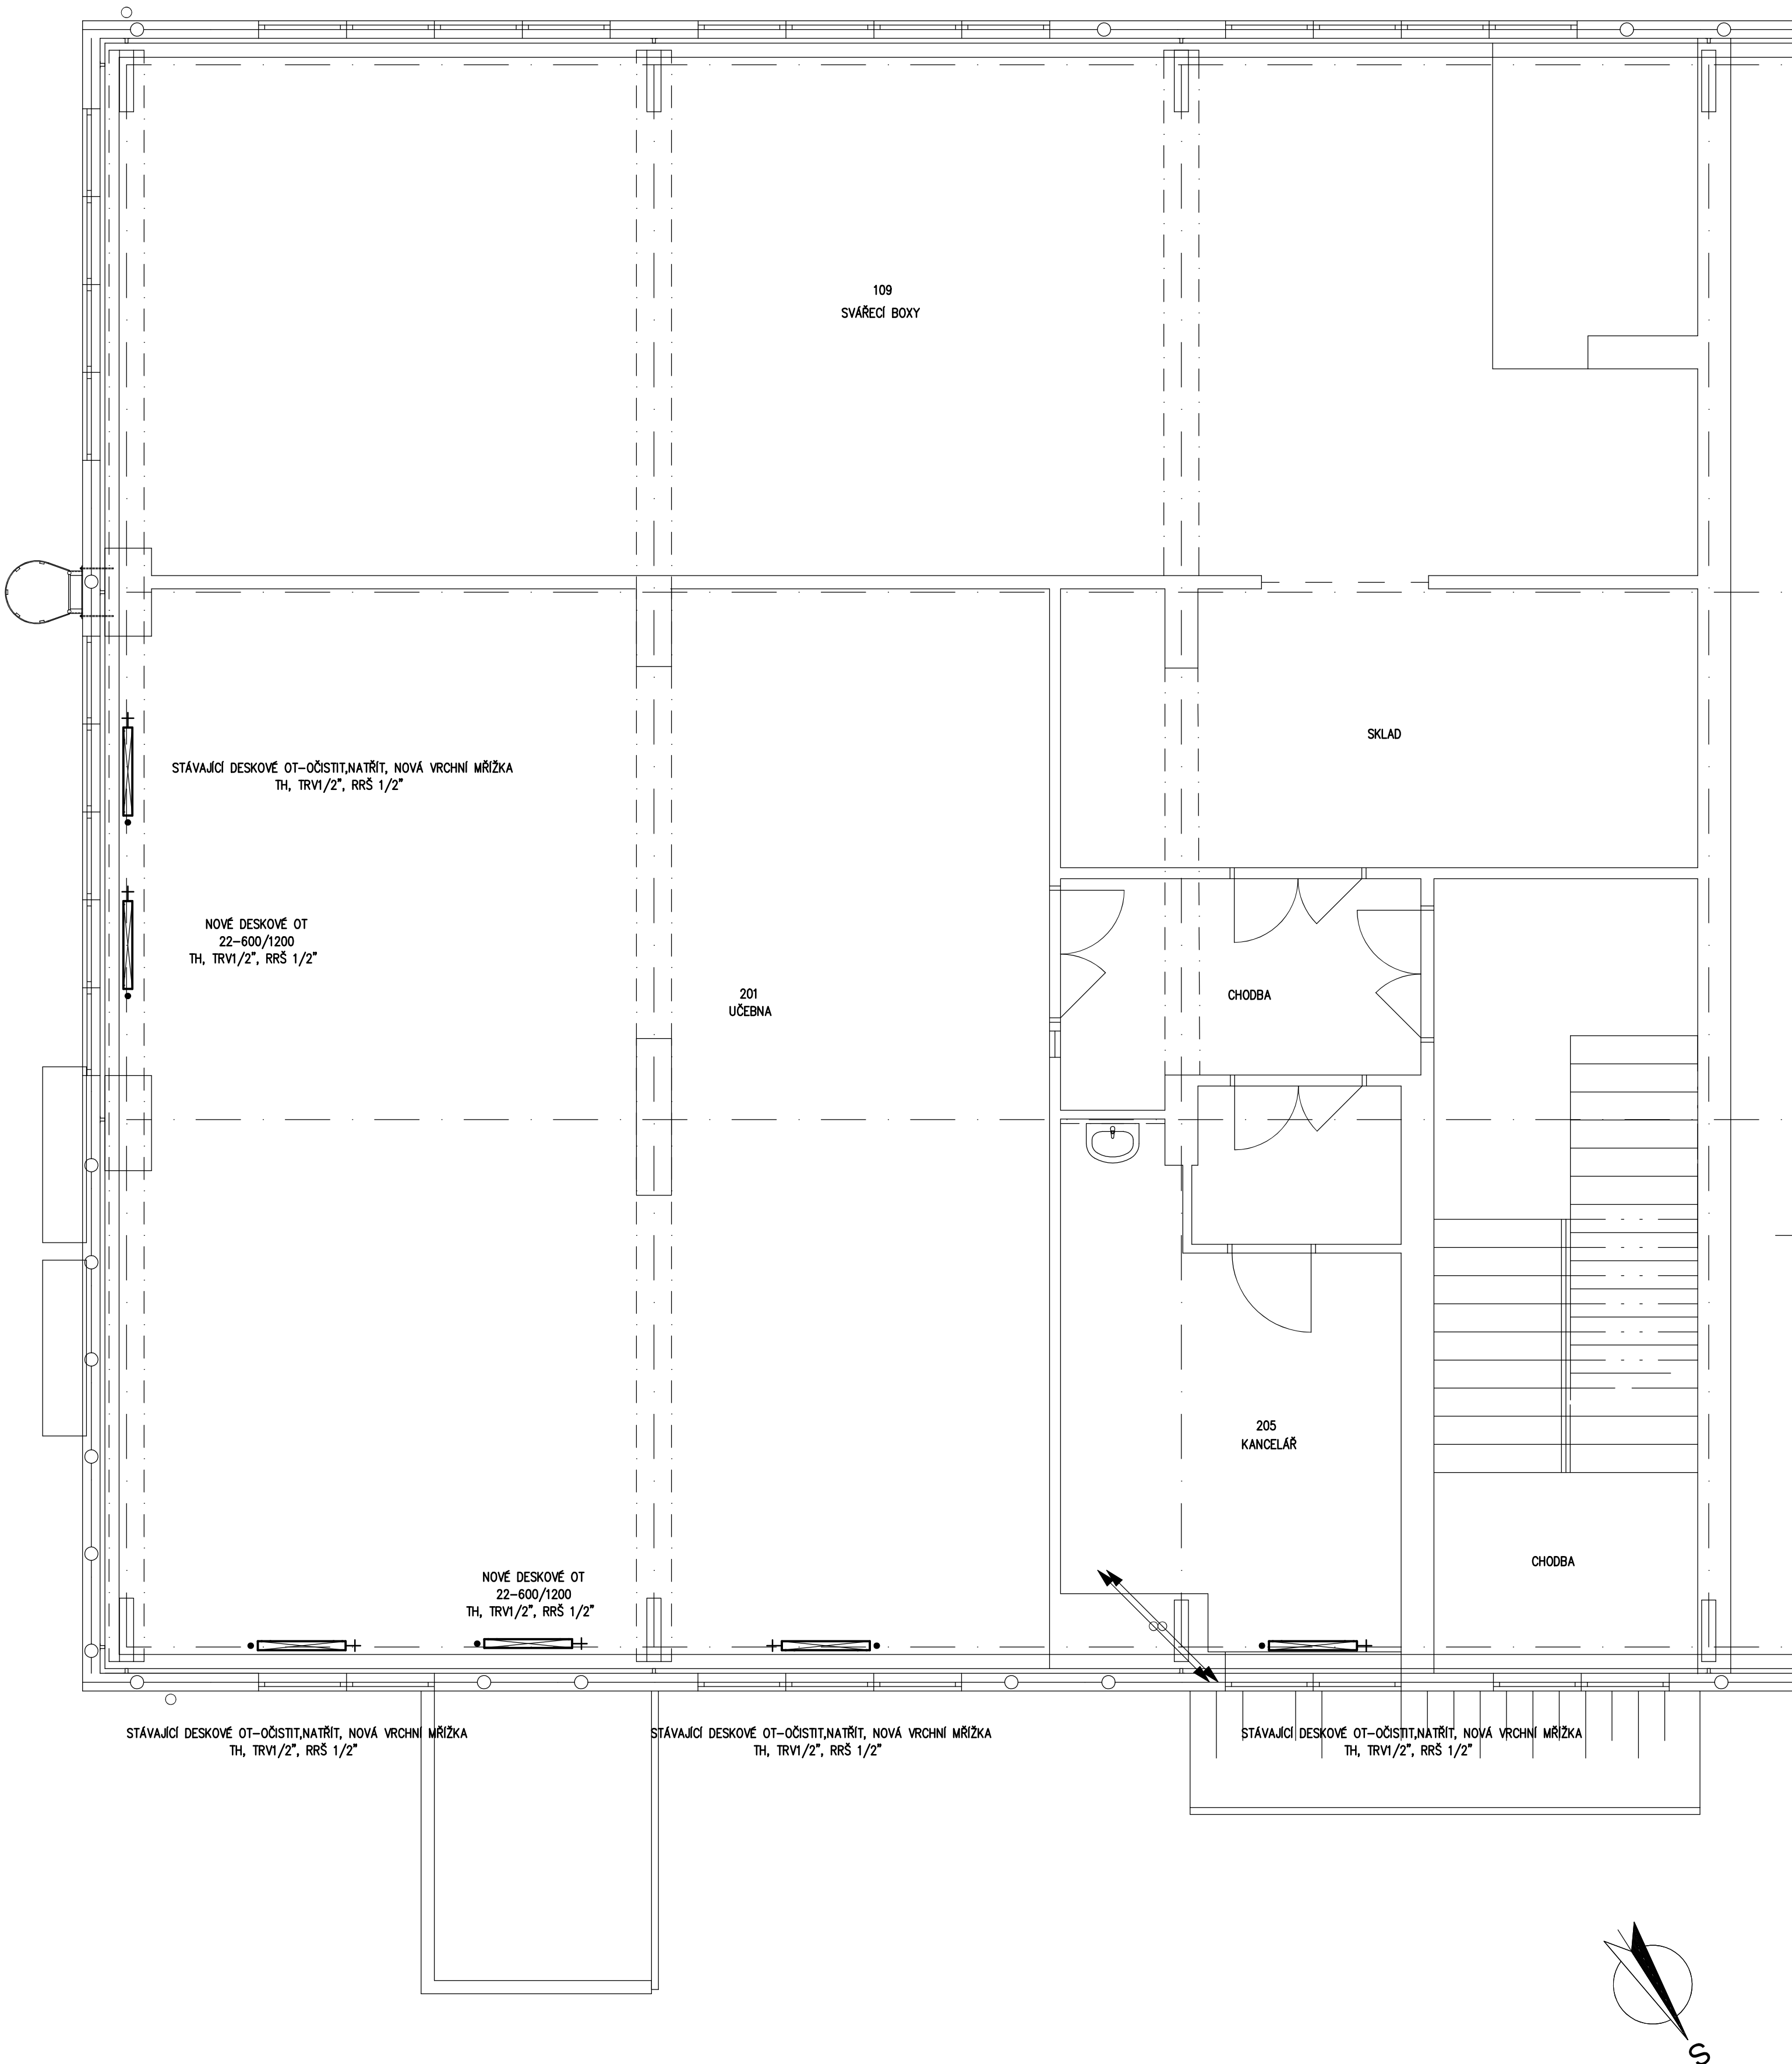 109
SVÁŘECÍ BOXY
SKLAD
STÁVAJÍCÍ DESKOVÉ OT–OČISTIT,NATŘÍT, NOVÁ VRCHNÍ MŘÍŽKA
TH, TRV1/2", RRŠ 1/2"
NOVÉ DESKOVÉ OT
22–600/1200
TH, TRV1/2", RRŠ 1/2"
201
UČEBNA
CHODBA
205
KANCELÁŘ
CHODBA
NOVÉ DESKOVÉ OT
22–600/1200
TH, TRV1/2", RRŠ 1/2"
STÁVAJÍCÍ DESKOVÉ OT–OČISTIT,NATŘÍT, NOVÁ VRCHNÍ MŘÍŽKA
TH, TRV1/2", RRŠ 1/2"
STÁVAJÍCÍ DESKOVÉ OT–OČISTIT,NATŘÍT, NOVÁ VRCHNÍ MŘÍŽKA
TH, TRV1/2", RRŠ 1/2"
STÁVAJÍCÍ DESKOVÉ OT–OČISTIT,NATŘÍT, NOVÁ VRCHNÍ MŘÍŽKA
TH, TRV1/2", RRŠ 1/2"
S